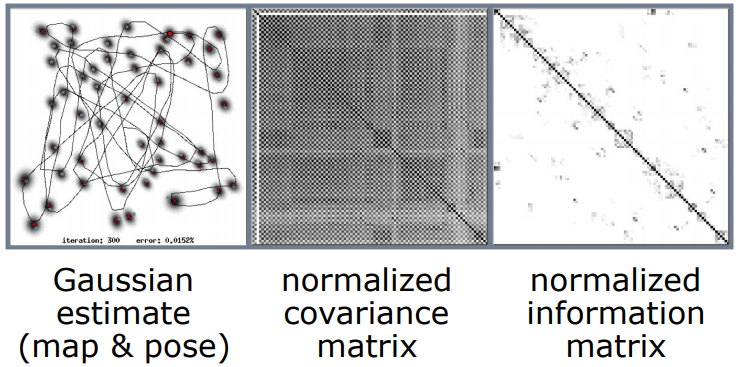 iteration: 300 error: 0.0152%
Gaussian
estimate
(map & pose)
normalized
covariance
matrix
normalized
information
matrix